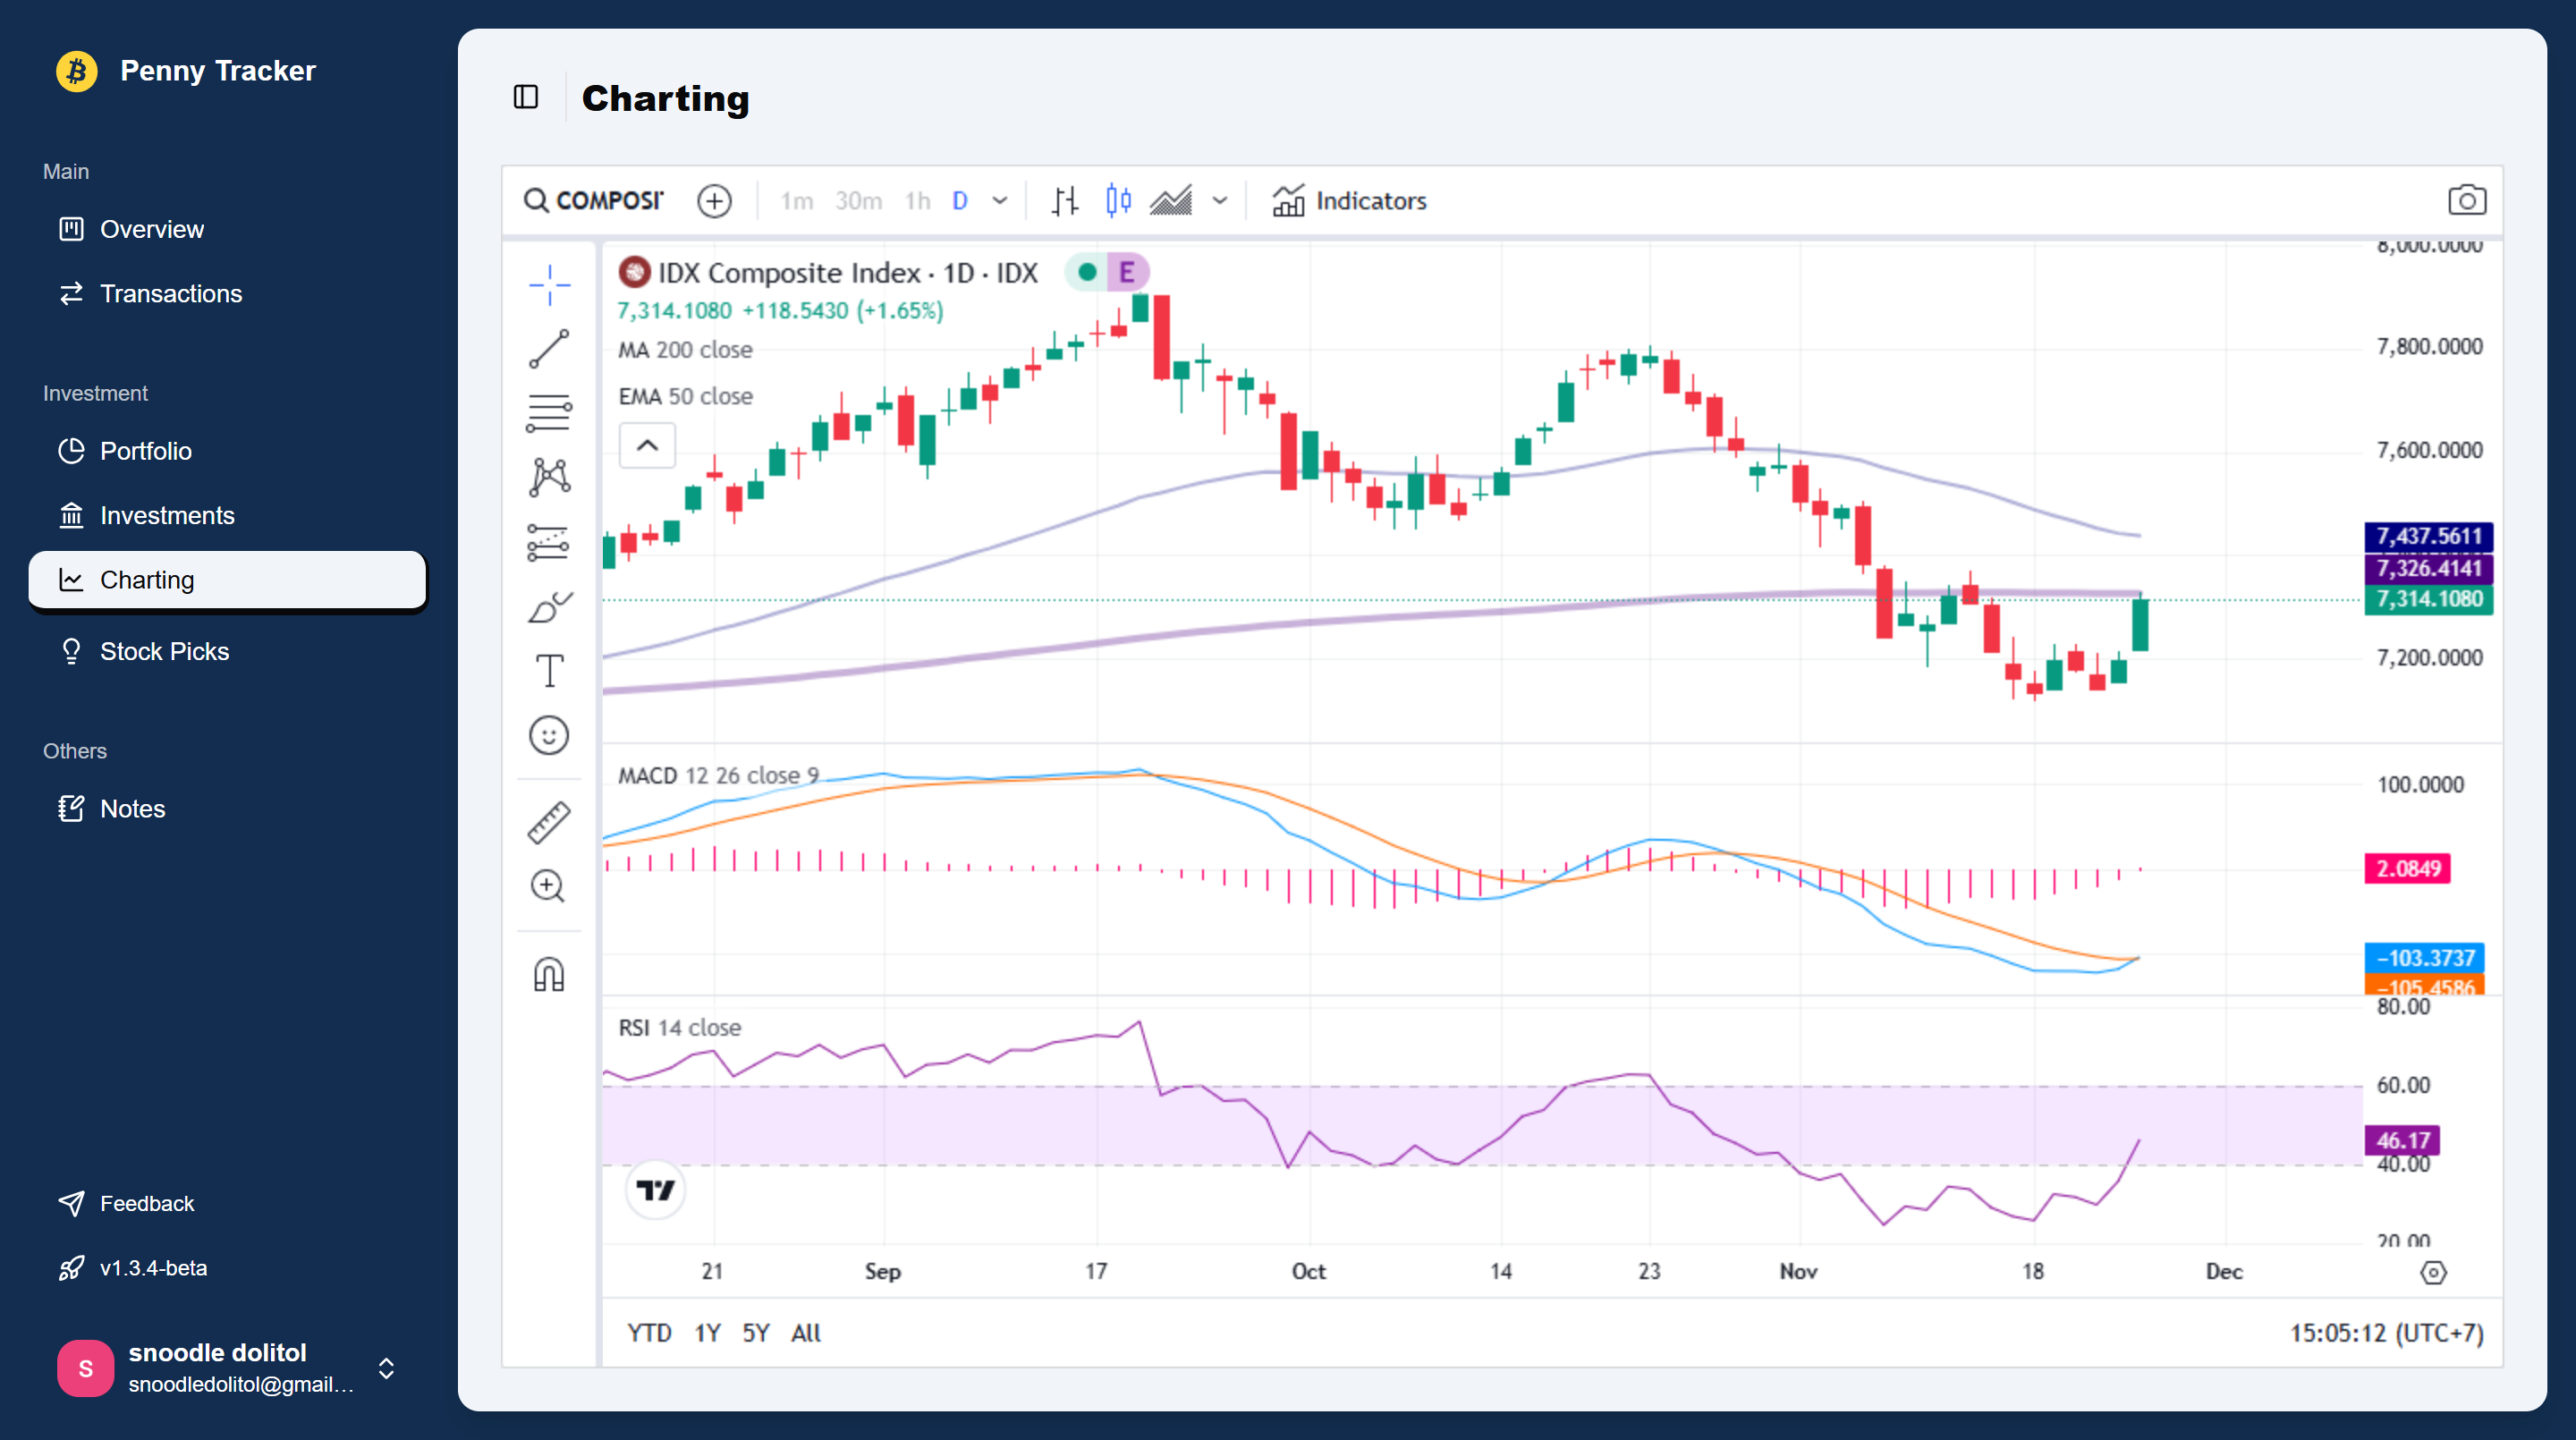 Penny Tracker
Main
Overview
Transactions
Investment
Portfolio
Investments
Charting
Stock Picks
Others
Notes
Feedback
v1.3.4-beta
S
snoodle dolitol
snoodledolitol@gmail...
Charting
COMPOSI
1m 30m 1h D
Indicators
IDX Composite Index · 1D · IDX
E
7,314.1080 +118.5430 (+1.65%)
MA 200 close
EMA 50 close
8,000.0000
7,800.0000
7,600.0000
7,437.5611
7,326.4141
7,314.1080
7,200.0000
MACD 12 26 close 9
100.0000
2.0849
−103.3737
−105.4586
RSI 14 close
80.00
60.00
46.17
40.00
20.00
21 Sep 17 Oct 14 23 Nov 18 Dec
YTD 1Y 5Y All
15:05:12 (UTC+7)